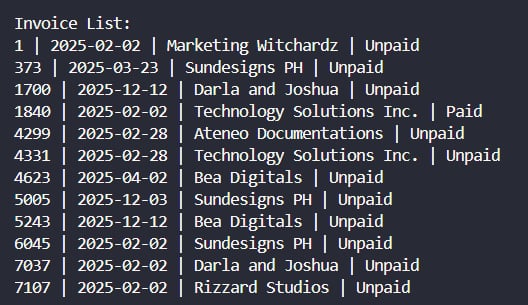 Invoice List:
1 | 2025-02-02 | Marketing Witchardz | Unpaid
373 | 2025-03-23 | Sundesigns PH | Unpaid
1700 | 2025-12-12 | Darla and Joshua | Unpaid
1840 | 2025-02-02 | Technology Solutions Inc. | Paid
4299 | 2025-02-28 | Ateneo Documentations | Unpaid
4331 | 2025-02-28 | Technology Solutions Inc. | Unpaid
4623 | 2025-04-02 | Bea Digitals | Unpaid
5005 | 2025-12-03 | Sundesigns PH | Unpaid
5243 | 2025-12-12 | Bea Digitals | Unpaid
6045 | 2025-02-02 | Sundesigns PH | Unpaid
7037 | 2025-02-02 | Darla and Joshua | Unpaid
7107 | 2025-02-02 | Rizzard Studios | Unpaid